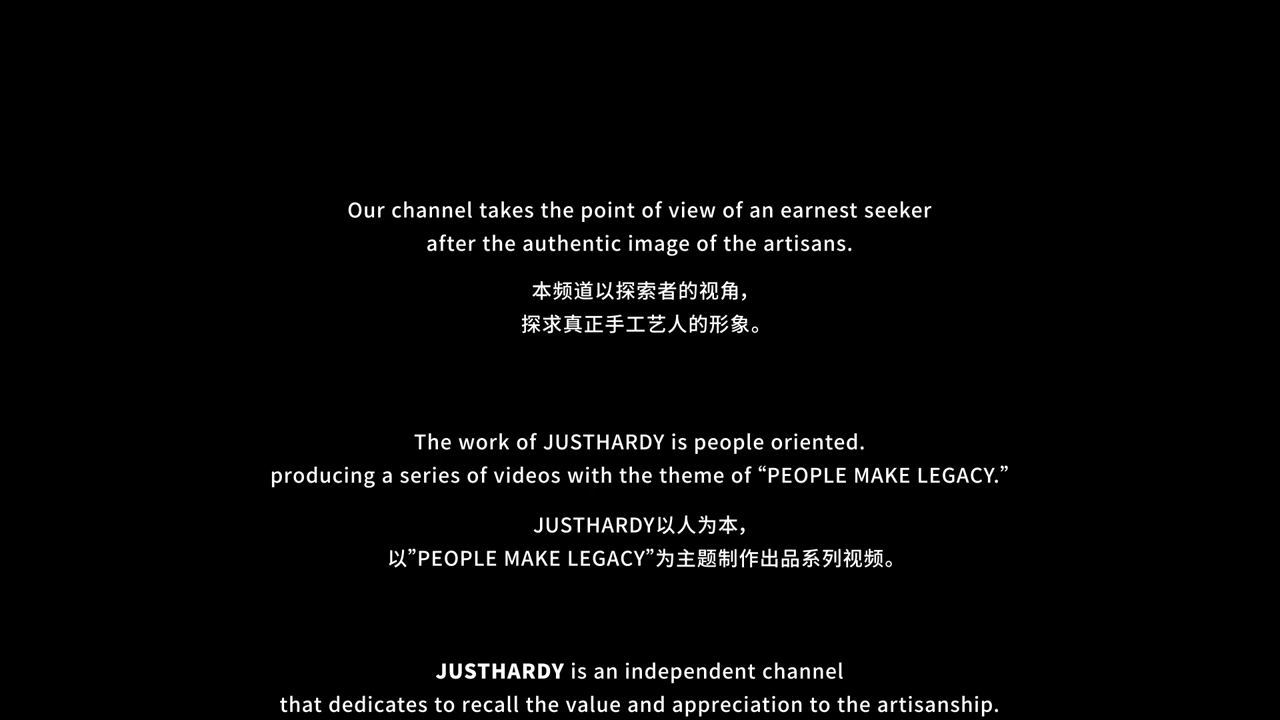 Our channel takes the point of view of an earnest seeker
after the authentic image of the artisans.
本频道以探索者的视角，
探求真正手工艺人的形象。
The work of JUSTHARDY is people oriented.
producing a series of videos with the theme of “PEOPLE MAKE LEGACY.”
JUSTHARDY以人为本，
以”PEOPLE MAKE LEGACY”为主题制作出品系列视频。
JUSTHARDY is an independent channel
that dedicates to recall the value and appreciation to the artisanship.